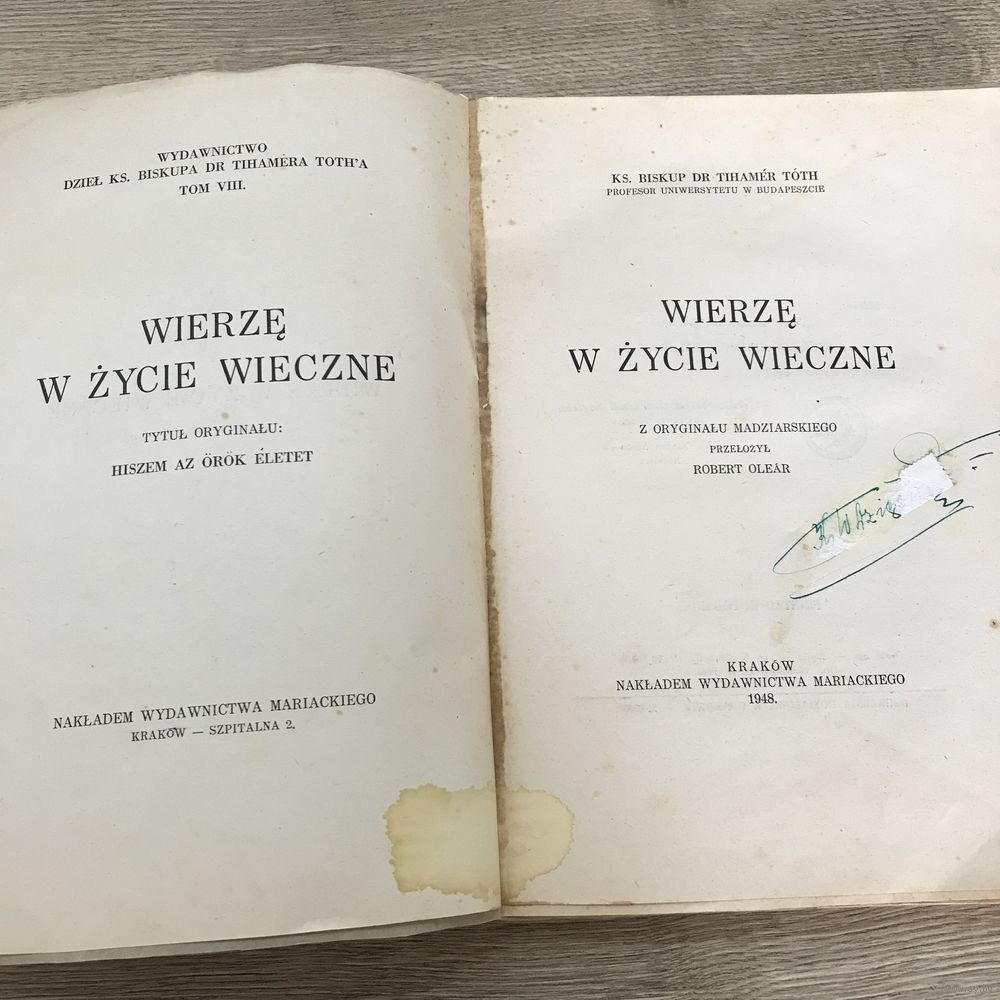 WYDAWNICTWO
DZIEŁ KS. BISKUPA DR TIHAMÉRA TOTH'A
TOM VIII.
WIERZĘ
W ŻYCIE WIECZNE
TYTUŁ ORYGINAŁU:
HISZEM AZ ÖRÖK ÉLETET
NAKŁADEM WYDAWNICTWA MARIACKIEGO
KRAKÓW — SZPITALNA 2.
KS. BISKUP DR TIHAMÉR TÓTH
PROFESOR UNIWERSYTETU W BUDAPESZCIE
WIERZĘ
W ŻYCIE WIECZNE
Z ORYGINAŁU MADZIARSKIEGO
PRZEŁOŻYŁ
ROBERT OLEÁR
KRAKÓW
NAKŁADEM WYDAWNICTWA MARIACKIEGO
1948.